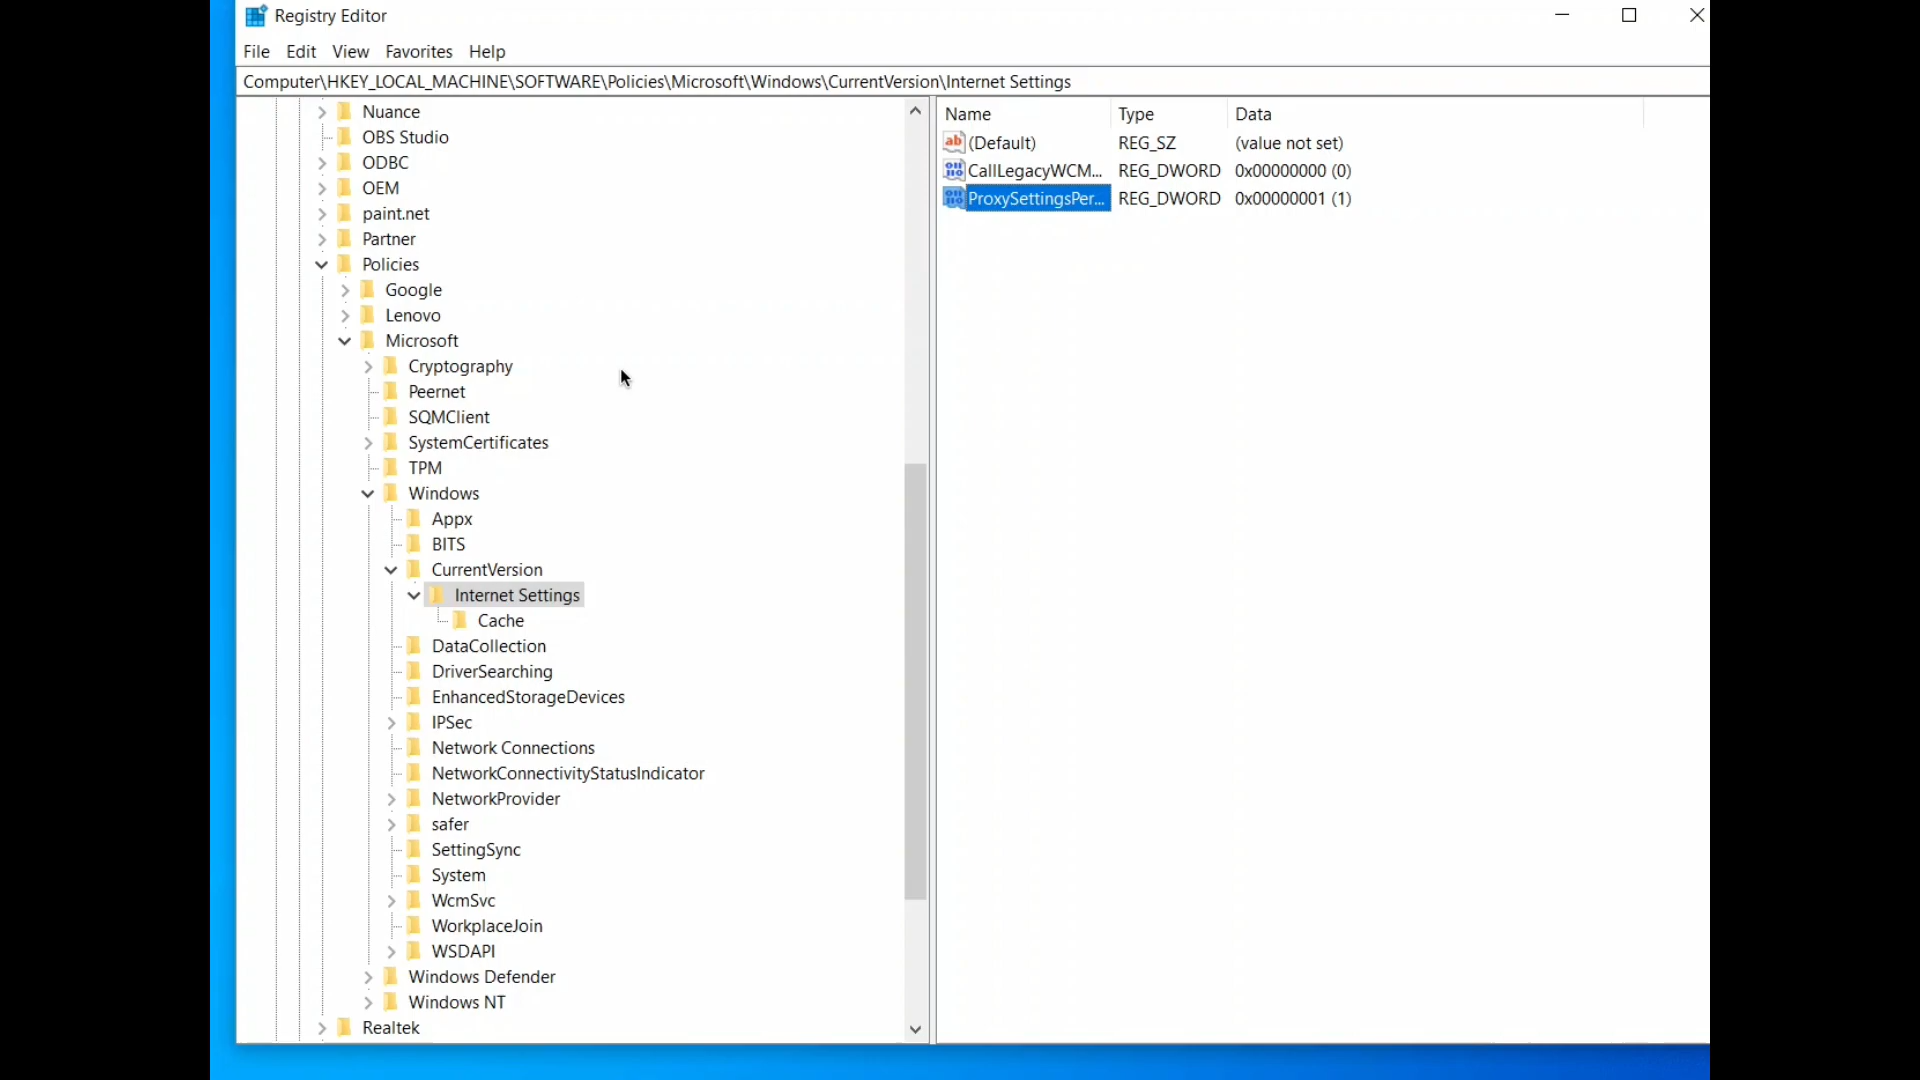 Registry Editor
File Edit View Favorites Help
Computer\HKEY_LOCAL_MACHINE\SOFTWARE\Policies\Microsoft\Windows\CurrentVersion\Internet Settings
Nuance
OBS Studio
ODBC
OEM
paint.net
Partner
Policies
Google
Lenovo
Microsoft
Cryptography
Peernet
SQMClient
SystemCertificates
TPM
Windows
Appx
BITS
CurrentVersion
Internet Settings
Cache
DataCollection
DriverSearching
EnhancedStorageDevices
IPSec
Network Connections
NetworkConnectivityStatusIndicator
NetworkProvider
safer
SettingSync
System
WcmSvc
WorkplaceJoin
WSDAPI
Windows Defender
Windows NT
Realtek
Name Type Data
(Default) REG_SZ (value not set)
CallLegacyWCM... REG_DWORD 0x00000000 (0)
ProxySettingsPer... REG_DWORD 0x00000001 (1)